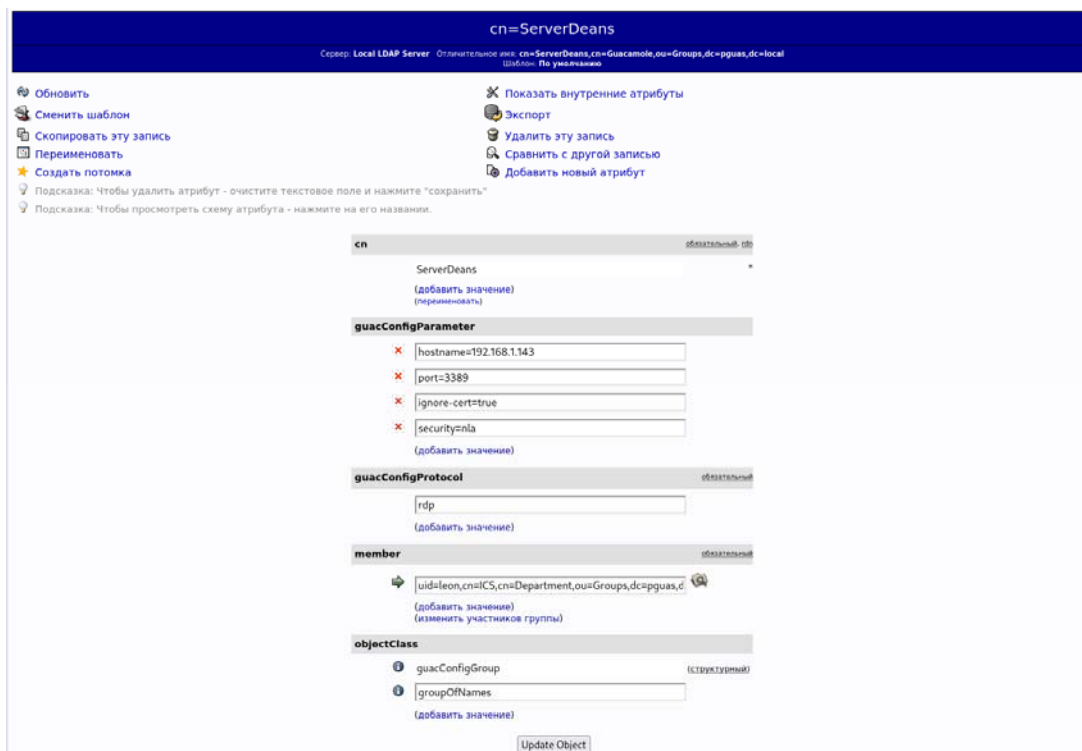 cn=ServerDeans
Сервер: Local LDAP Server Отличительное имя: cn=ServerDeans,cn=Guacamole,ou=Groups,dc=pguas,dc=local
Шаблон: По умолчанию
Обновить
Показать внутренние атрибуты
Сменить шаблон
Экспорт
Скопировать эту запись
Удалить эту запись
Переименовать
Сравнить с другой записью
Создать потомка
Добавить новый атрибут
Подсказка: Чтобы удалить атрибут - очистите текстовое поле и нажмите "сохранить"
Подсказка: Чтобы просмотреть схему атрибута - нажмите на его названии.
cn обязательный, rdn
ServerDeans *
(добавить значение)
(переименовать)
guacConfigParameter
hostname=192.168.1.143
port=3389
ignore-cert=true
security=nla
(добавить значение)
guacConfigProtocol обязательный
rdp
(добавить значение)
member обязательный
uid=leon,cn=ICS,cn=Department,ou=Groups,dc=pguas,d
(добавить значение)
(изменить участников группы)
objectClass
guacConfigGroup (структурный)
groupOfNames
(добавить значение)
Update Object